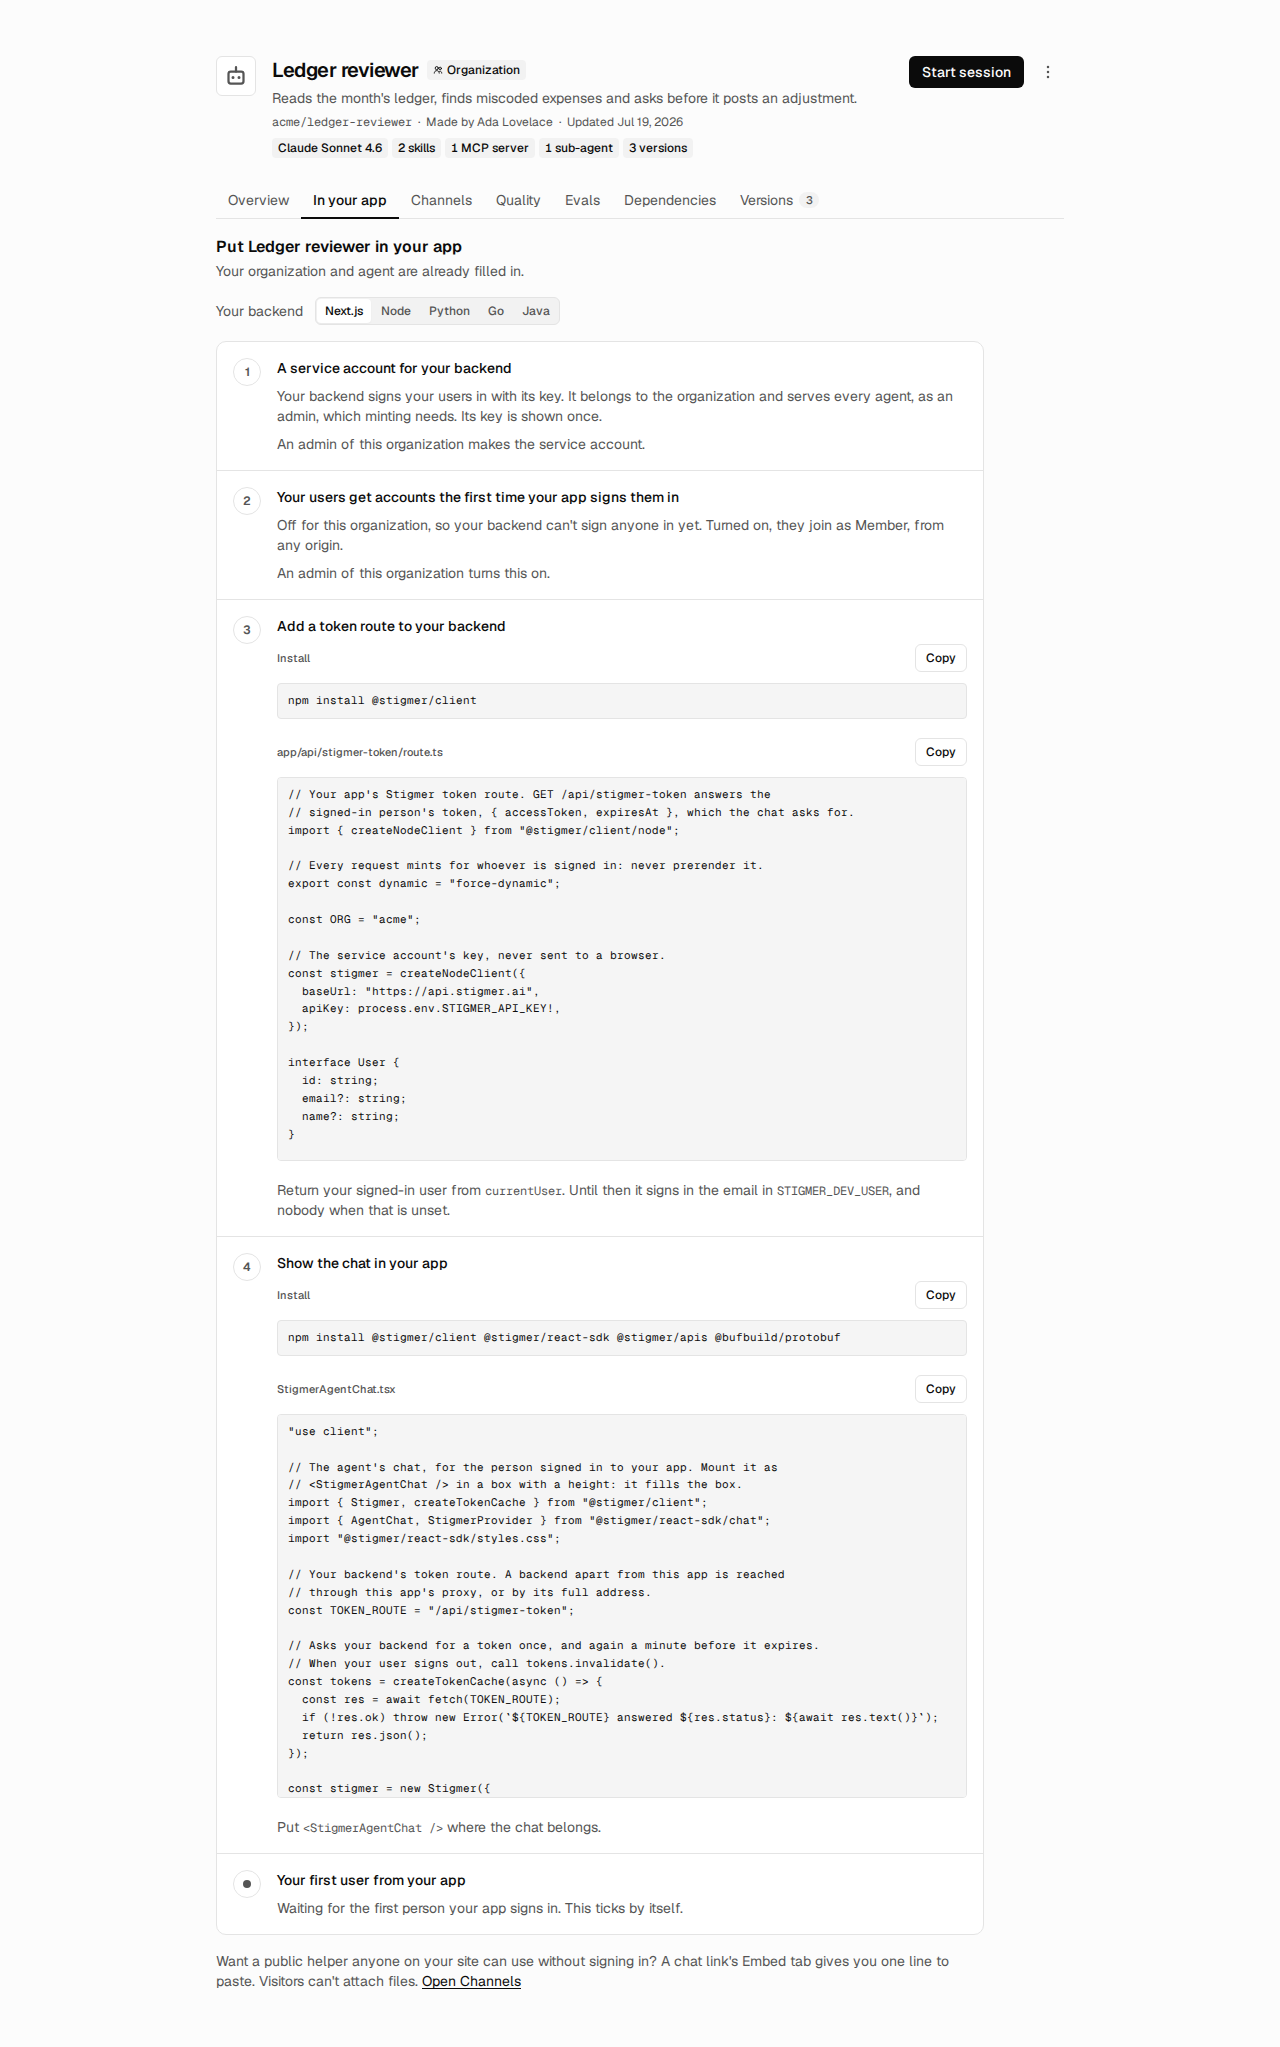 Ledger reviewer Organization Start session
Reads the month's ledger, finds miscoded expenses and asks before it posts an adjustment.
acme/ledger-reviewer · Made by Ada Lovelace · Updated Jul 19, 2026
Claude Sonnet 4.6 2 skills 1 MCP server 1 sub-agent 3 versions
Overview In your app Channels Quality Evals Dependencies Versions 3
Put Ledger reviewer in your app
Your organization and agent are already filled in.
Your backend Next.js Node Python Go Java
1 A service account for your backend
Your backend signs your users in with its key. It belongs to the organization and serves every agent, as an
admin, which minting needs. Its key is shown once.
An admin of this organization makes the service account.
2 Your users get accounts the first time your app signs them in
Off for this organization, so your backend can't sign anyone in yet. Turned on, they join as Member, from
any origin.
An admin of this organization turns this on.
3 Add a token route to your backend
Install Copy
npm install @stigmer/client
app/api/stigmer-token/route.ts Copy
// Your app's Stigmer token route. GET /api/stigmer-token answers the
// signed-in person's token, { accessToken, expiresAt }, which the chat asks for.
import { createNodeClient } from "@stigmer/client/node";
// Every request mints for whoever is signed in: never prerender it.
export const dynamic = "force-dynamic";
const ORG = "acme";
// The service account's key, never sent to a browser.
const stigmer = createNodeClient({
  baseUrl: "https://api.stigmer.ai",
  apiKey: process.env.STIGMER_API_KEY!,
});
interface User {
  id: string;
  email?: string;
  name?: string;
}
Return your signed-in user from currentUser. Until then it signs in the email in STIGMER_DEV_USER, and
nobody when that is unset.
4 Show the chat in your app
Install Copy
npm install @stigmer/client @stigmer/react-sdk @stigmer/apis @bufbuild/protobuf
StigmerAgentChat.tsx Copy
"use client";
// The agent's chat, for the person signed in to your app. Mount it as
// <StigmerAgentChat /> in a box with a height: it fills the box.
import { Stigmer, createTokenCache } from "@stigmer/client";
import { AgentChat, StigmerProvider } from "@stigmer/react-sdk/chat";
import "@stigmer/react-sdk/styles.css";
// Your backend's token route. A backend apart from this app is reached
// through this app's proxy, or by its full address.
const TOKEN_ROUTE = "/api/stigmer-token";
// Asks your backend for a token once, and again a minute before it expires.
// When your user signs out, call tokens.invalidate().
const tokens = createTokenCache(async () => {
  const res = await fetch(TOKEN_ROUTE);
  if (!res.ok) throw new Error(`${TOKEN_ROUTE} answered ${res.status}: ${await res.text()}`);
  return res.json();
});
const stigmer = new Stigmer({
Put <StigmerAgentChat /> where the chat belongs.
Your first user from your app
Waiting for the first person your app signs in. This ticks by itself.
Want a public helper anyone on your site can use without signing in? A chat link's Embed tab gives you one line to
paste. Visitors can't attach files. Open Channels